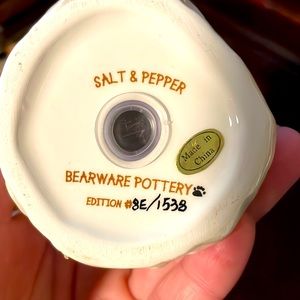 SALT & PEPPER
Made in
China
BEARWARE POTTERY
EDITION #8E/1538